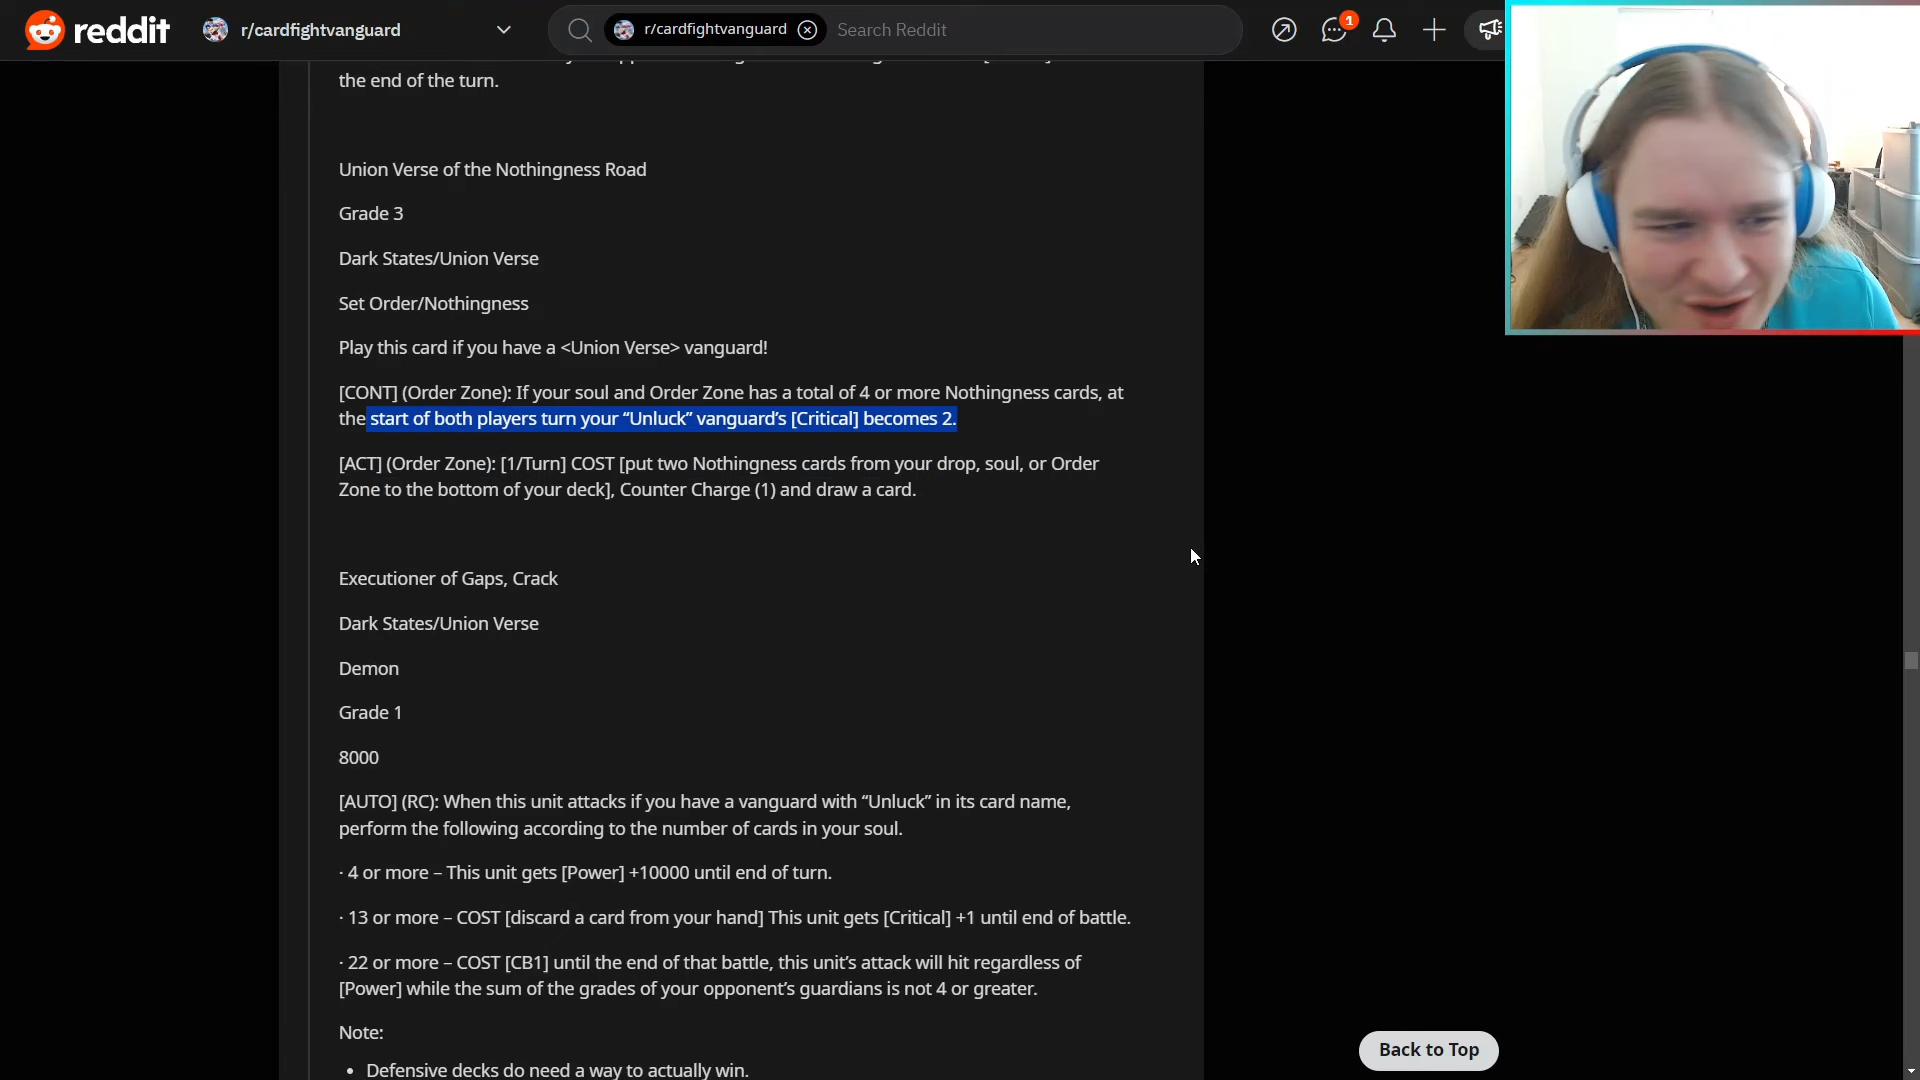 reddit
r/cardfightvanguard
r/cardfightvanguard
Search Reddit
1
the end of the turn.
Union Verse of the Nothingness Road
Grade 3
Dark States/Union Verse
Set Order/Nothingness
Play this card if you have a <Union Verse> vanguard!
[CONT] (Order Zone): If your soul and Order Zone has a total of 4 or more Nothingness cards, at
the start of both players turn your “Unluck” vanguard’s [Critical] becomes 2.
[ACT] (Order Zone): [1/Turn] COST [put two Nothingness cards from your drop, soul, or Order
Zone to the bottom of your deck], Counter Charge (1) and draw a card.
Executioner of Gaps, Crack
Dark States/Union Verse
Demon
Grade 1
8000
[AUTO] (RC): When this unit attacks if you have a vanguard with “Unluck” in its card name,
perform the following according to the number of cards in your soul.
· 4 or more – This unit gets [Power] +10000 until end of turn.
· 13 or more – COST [discard a card from your hand] This unit gets [Critical] +1 until end of battle.
· 22 or more – COST [CB1] until the end of that battle, this unit’s attack will hit regardless of
[Power] while the sum of the grades of your opponent’s guardians is not 4 or greater.
Note:
• Defensive decks do need a way to actually win.
Back to Top